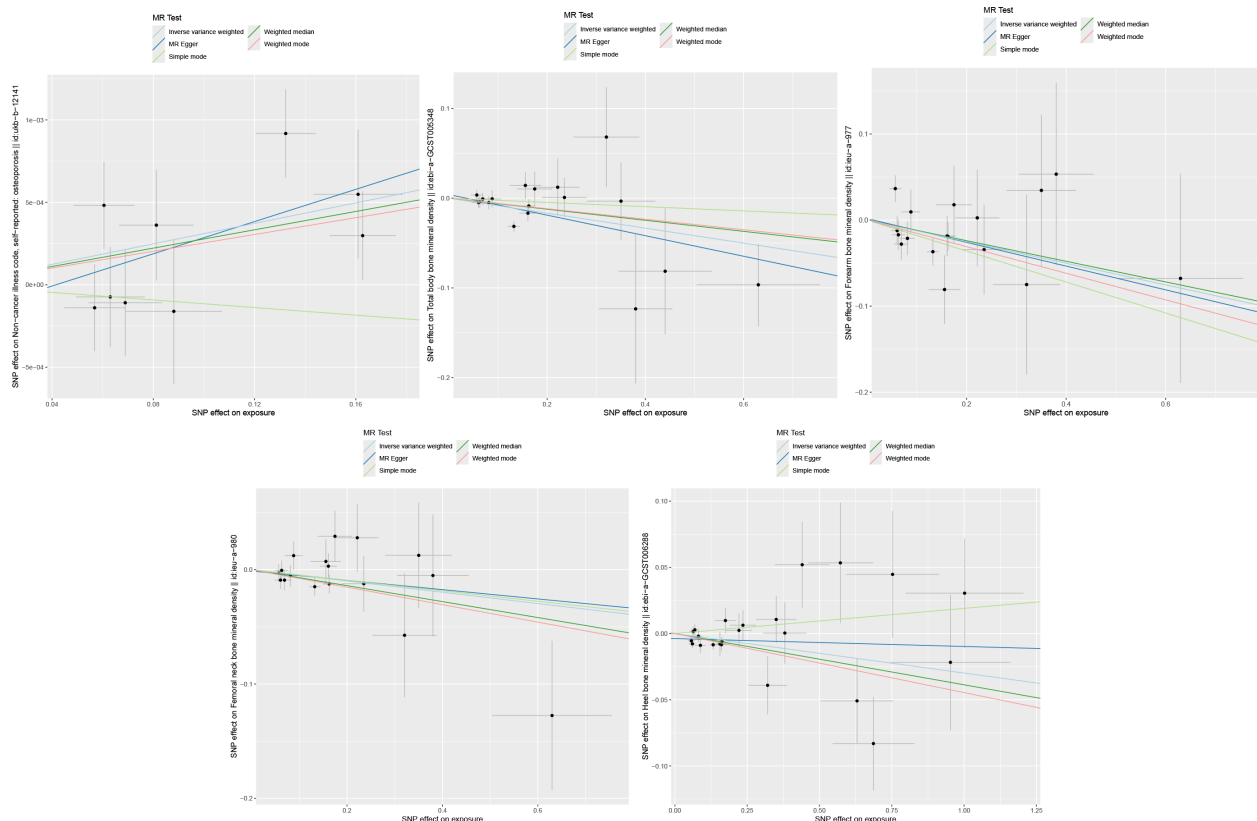 MR Test
Inverse variance weighted Weighted median
MR Egger Weighted mode
Simple mode
SNP effect on Non−cancer illness code, self−reported: osteoporosis || id:ukb−b−12141
1e−03
5e−04
0e+00
−5e−04
0.04 0.08 0.12 0.16
SNP effect on exposure
MR Test
Inverse variance weighted Weighted median
MR Egger Weighted mode
Simple mode
SNP effect on Total body bone mineral density || id:ebi−a−GCST005348
0.1
0.0
−0.1
−0.2
0.2 0.4 0.6
SNP effect on exposure
MR Test
Inverse variance weighted Weighted median
MR Egger Weighted mode
Simple mode
SNP effect on Forearm bone mineral density || id:ieu−a−977
0.1
0.0
−0.1
−0.2
0.2 0.4 0.6
SNP effect on exposure
MR Test
Inverse variance weighted Weighted median
MR Egger Weighted mode
Simple mode
SNP effect on Femoral neck bone mineral density || id:ieu−a−980
0.0
−0.1
−0.2
0.2 0.4 0.6
SNP effect on exposure
MR Test
Inverse variance weighted Weighted median
MR Egger Weighted mode
Simple mode
SNP effect on Heel bone mineral density || id:ebi−a−GCST006288
0.10
0.05
0.00
−0.05
−0.10
0.00 0.25 0.50 0.75 1.00 1.25
SNP effect on exposure